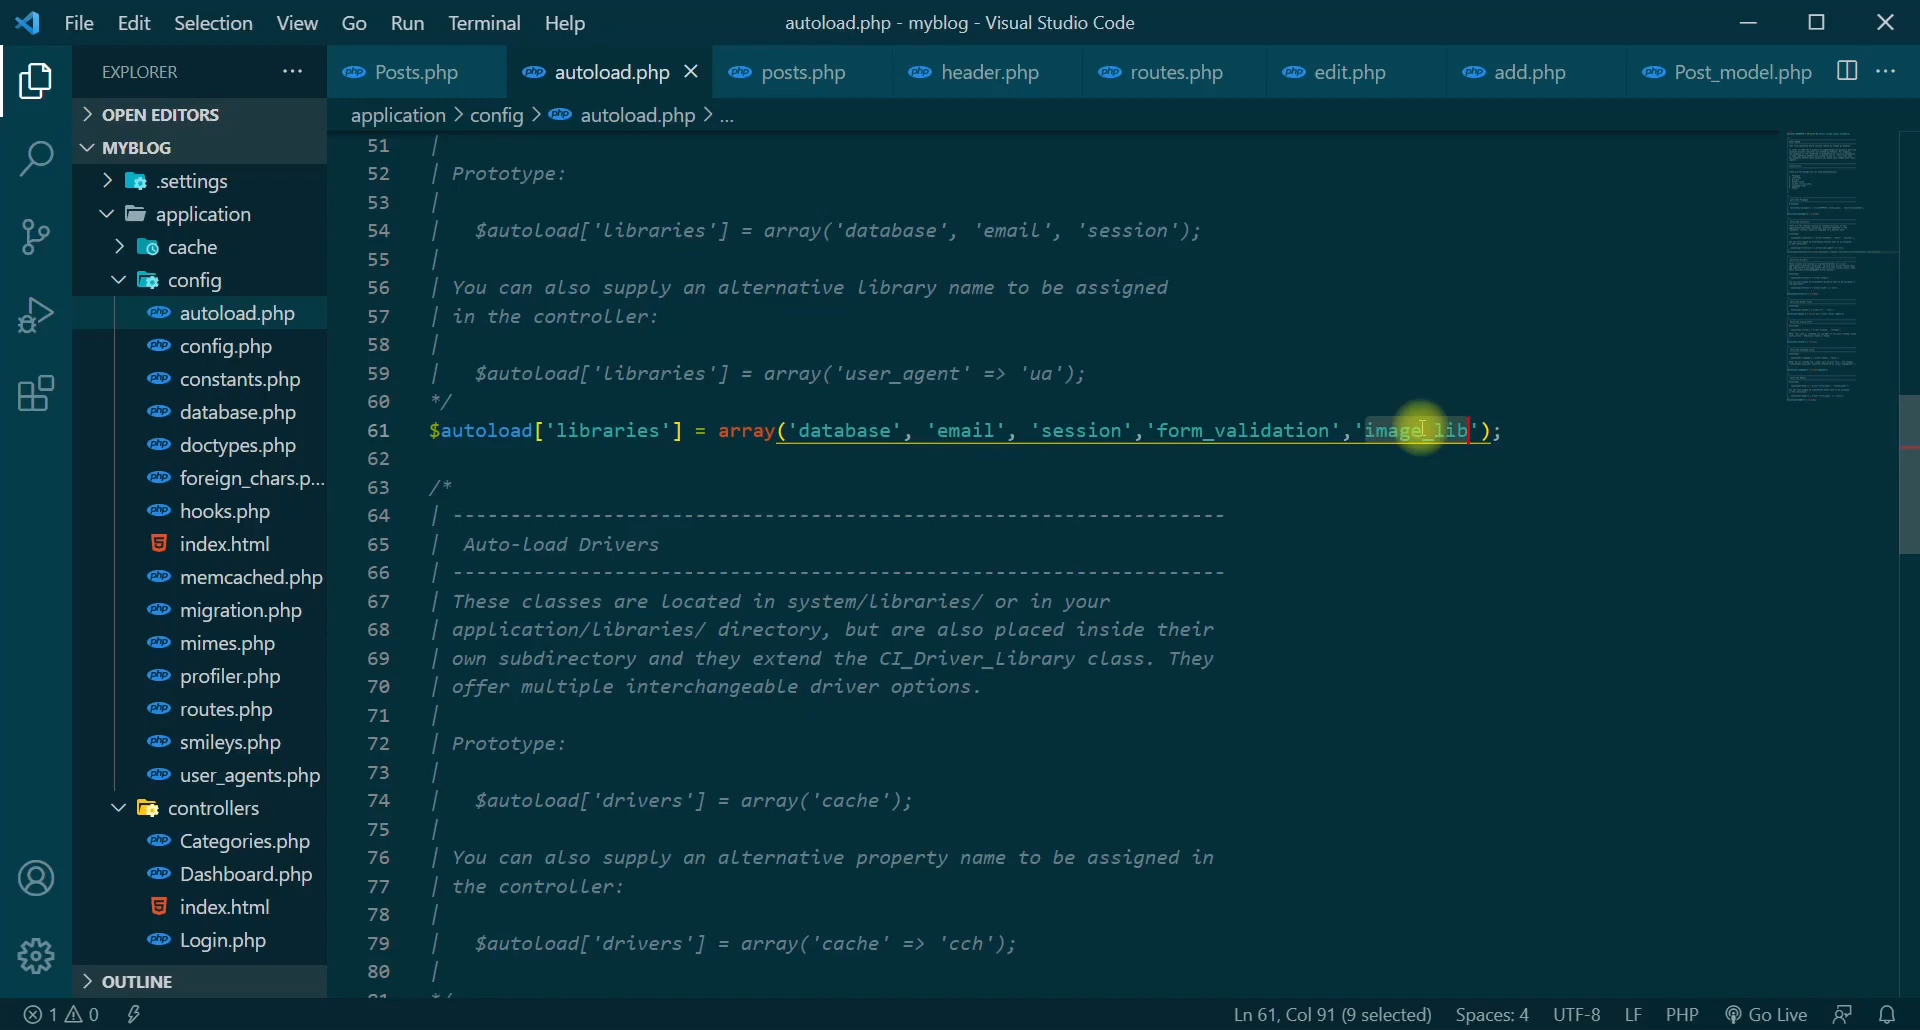 File Edit Selection View Go Run Terminal Help
autoload.php - myblog - Visual Studio Code
EXPLORER
OPEN EDITORS
MYBLOG
.settings
application
cache
config
autoload.php
config.php
constants.php
database.php
doctypes.php
foreign_chars.p...
hooks.php
index.html
memcached.php
migration.php
mimes.php
profiler.php
routes.php
smileys.php
user_agents.php
controllers
Categories.php
Dashboard.php
index.html
Login.php
OUTLINE
Posts.php autoload.php posts.php header.php routes.php edit.php add.php Post_model.php
application > config > autoload.php > ...
51 |
52 | Prototype:
53 |
54 | $autoload['libraries'] = array('database', 'email', 'session');
55 |
56 | You can also supply an alternative library name to be assigned
57 | in the controller:
58 |
59 | $autoload['libraries'] = array('user_agent' => 'ua');
60 */
61 $autoload['libraries'] = array('database', 'email', 'session','form_validation','image_lib');
62
63 /*
64 | -------------------------------------------------------------------
65 | Auto-load Drivers
66 | -------------------------------------------------------------------
67 | These classes are located in system/libraries/ or in your
68 | application/libraries/ directory, but are also placed inside their
69 | own subdirectory and they extend the CI_Driver_Library class. They
70 | offer multiple interchangeable driver options.
71 |
72 | Prototype:
73 |
74 | $autoload['drivers'] = array('cache');
75 |
76 | You can also supply an alternative property name to be assigned in
77 | the controller:
78 |
79 | $autoload['drivers'] = array('cache' => 'cch');
80 |
1 0
Ln 61, Col 91 (9 selected) Spaces: 4 UTF-8 LF PHP Go Live